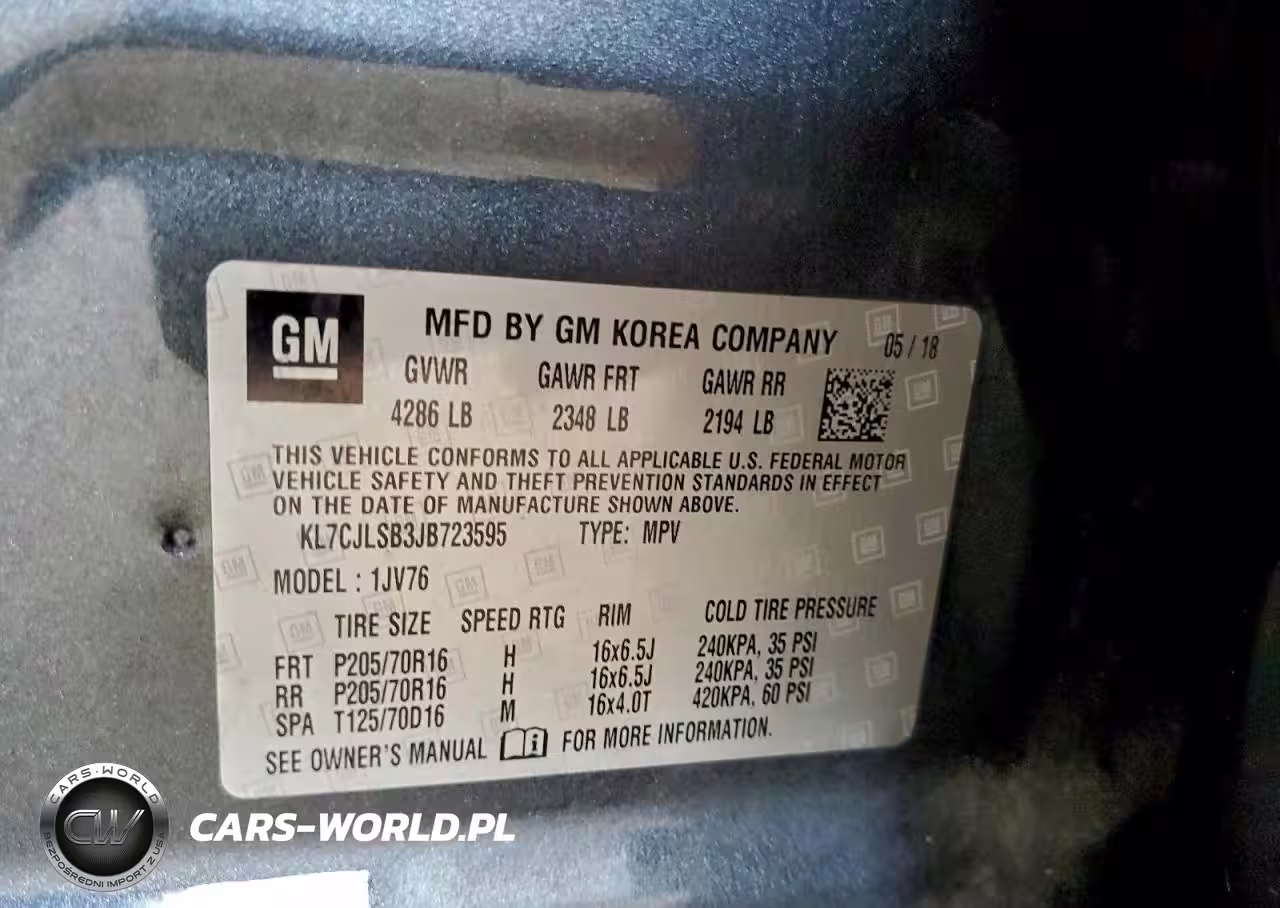 GM
MFD BY GM KOREA COMPANY 05 / 18
GVWR GAWR FRT GAWR RR
4286 LB 2348 LB 2194 LB
THIS VEHICLE CONFORMS TO ALL APPLICABLE U.S. FEDERAL MOTOR
VEHICLE SAFETY AND THEFT PREVENTION STANDARDS IN EFFECT
ON THE DATE OF MANUFACTURE SHOWN ABOVE.
KL7CJLSB3JB723595 TYPE: MPV
MODEL : 1JV76
TIRE SIZE SPEED RTG RIM COLD TIRE PRESSURE
FRT P205/70R16 H 16x6.5J 240KPA, 35 PSI
RR P205/70R16 H 16x6.5J 240KPA, 35 PSI
SPA T125/70D16 M 16x4.0T 420KPA, 60 PSI
SEE OWNER'S MANUAL FOR MORE INFORMATION.
CARS-WORLD
CW
BEZPOŚREDNI IMPORT Z USA
CARS-WORLD.PL